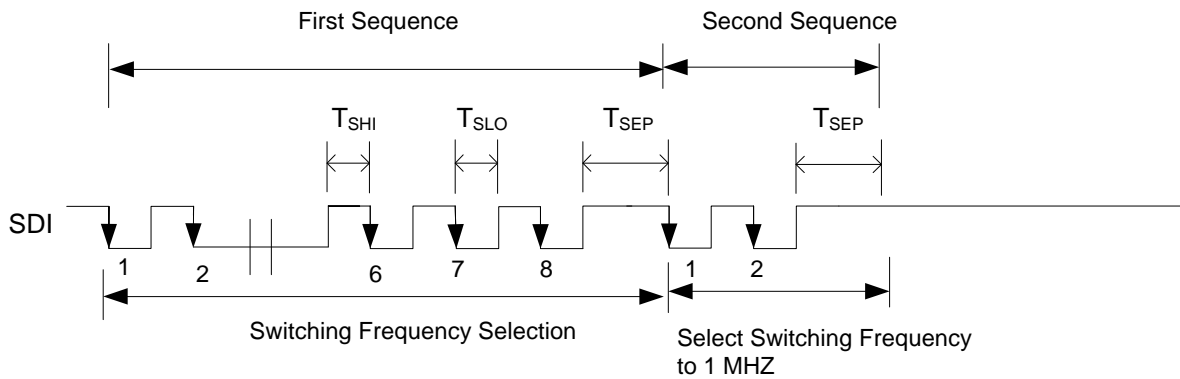 First Sequence
Second Sequence
TSHI
TSLO
TSEP
TSEP
SDI
1
2
6
7
8
1
2
Switching Frequency Selection
Select Switching Frequency
to 1 MHZ